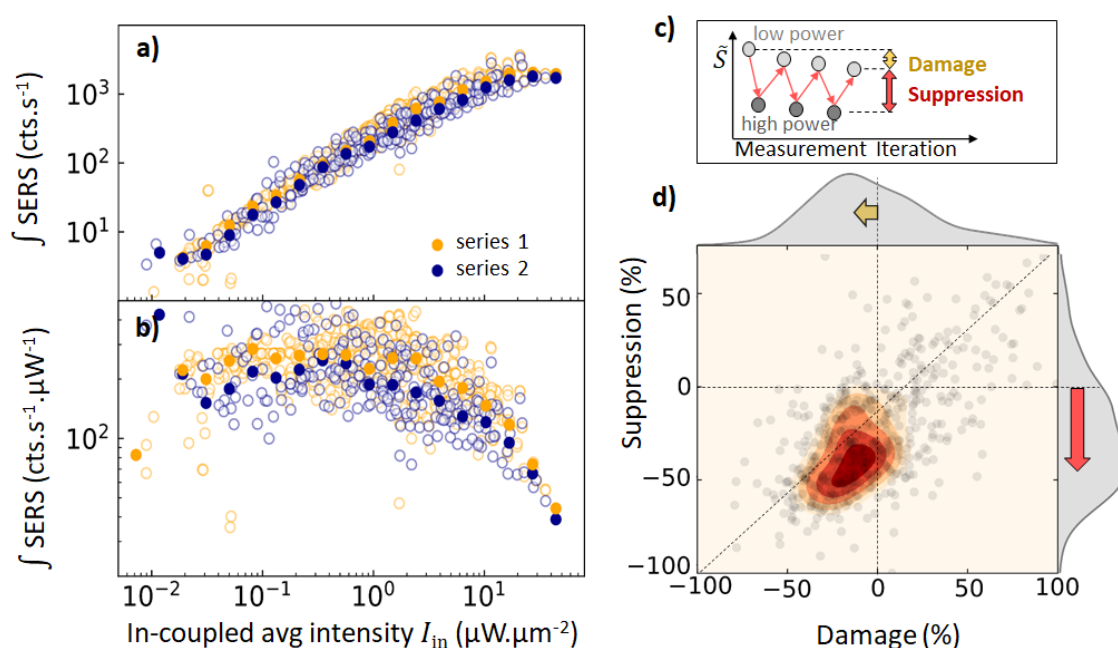 a)
∫ SERS (cts.s⁻¹)
10³
10²
10¹
series 1
series 2
b)
∫ SERS (cts.s⁻¹.µW⁻¹)
10²
10⁻² 10⁻¹ 10⁰ 10¹
In-coupled avg intensity I_in (µW.µm⁻²)
c)
S̃
low power
high power
Damage
Suppression
Measurement Iteration
d)
Suppression (%)
50
0
−50
−100
−100 −50 0 50 100
Damage (%)